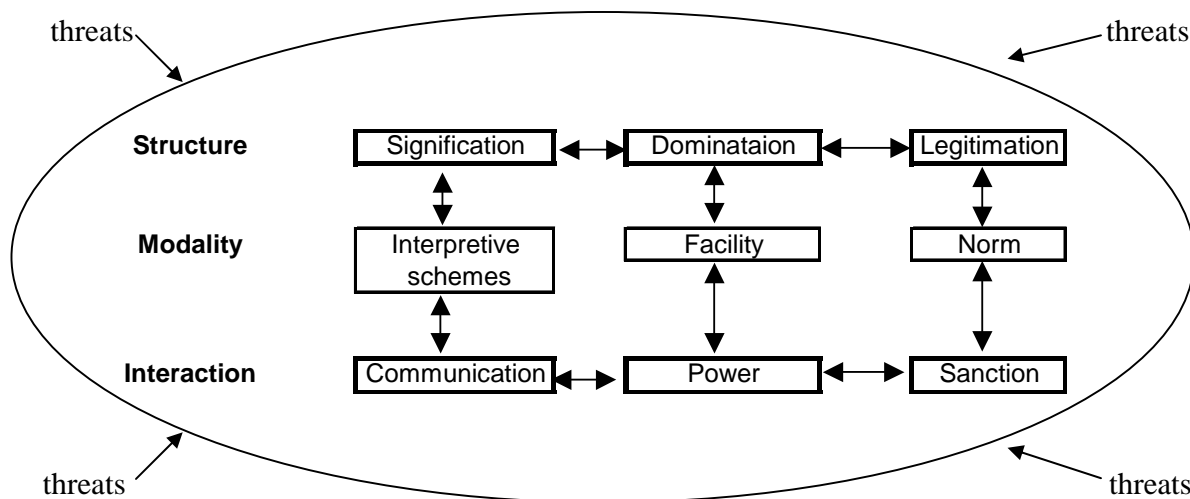 threats threats
Structure Signification Dominataion Legitimation
Modality Interpretive schemes Facility Norm
Interaction Communication Power Sanction
threats threats